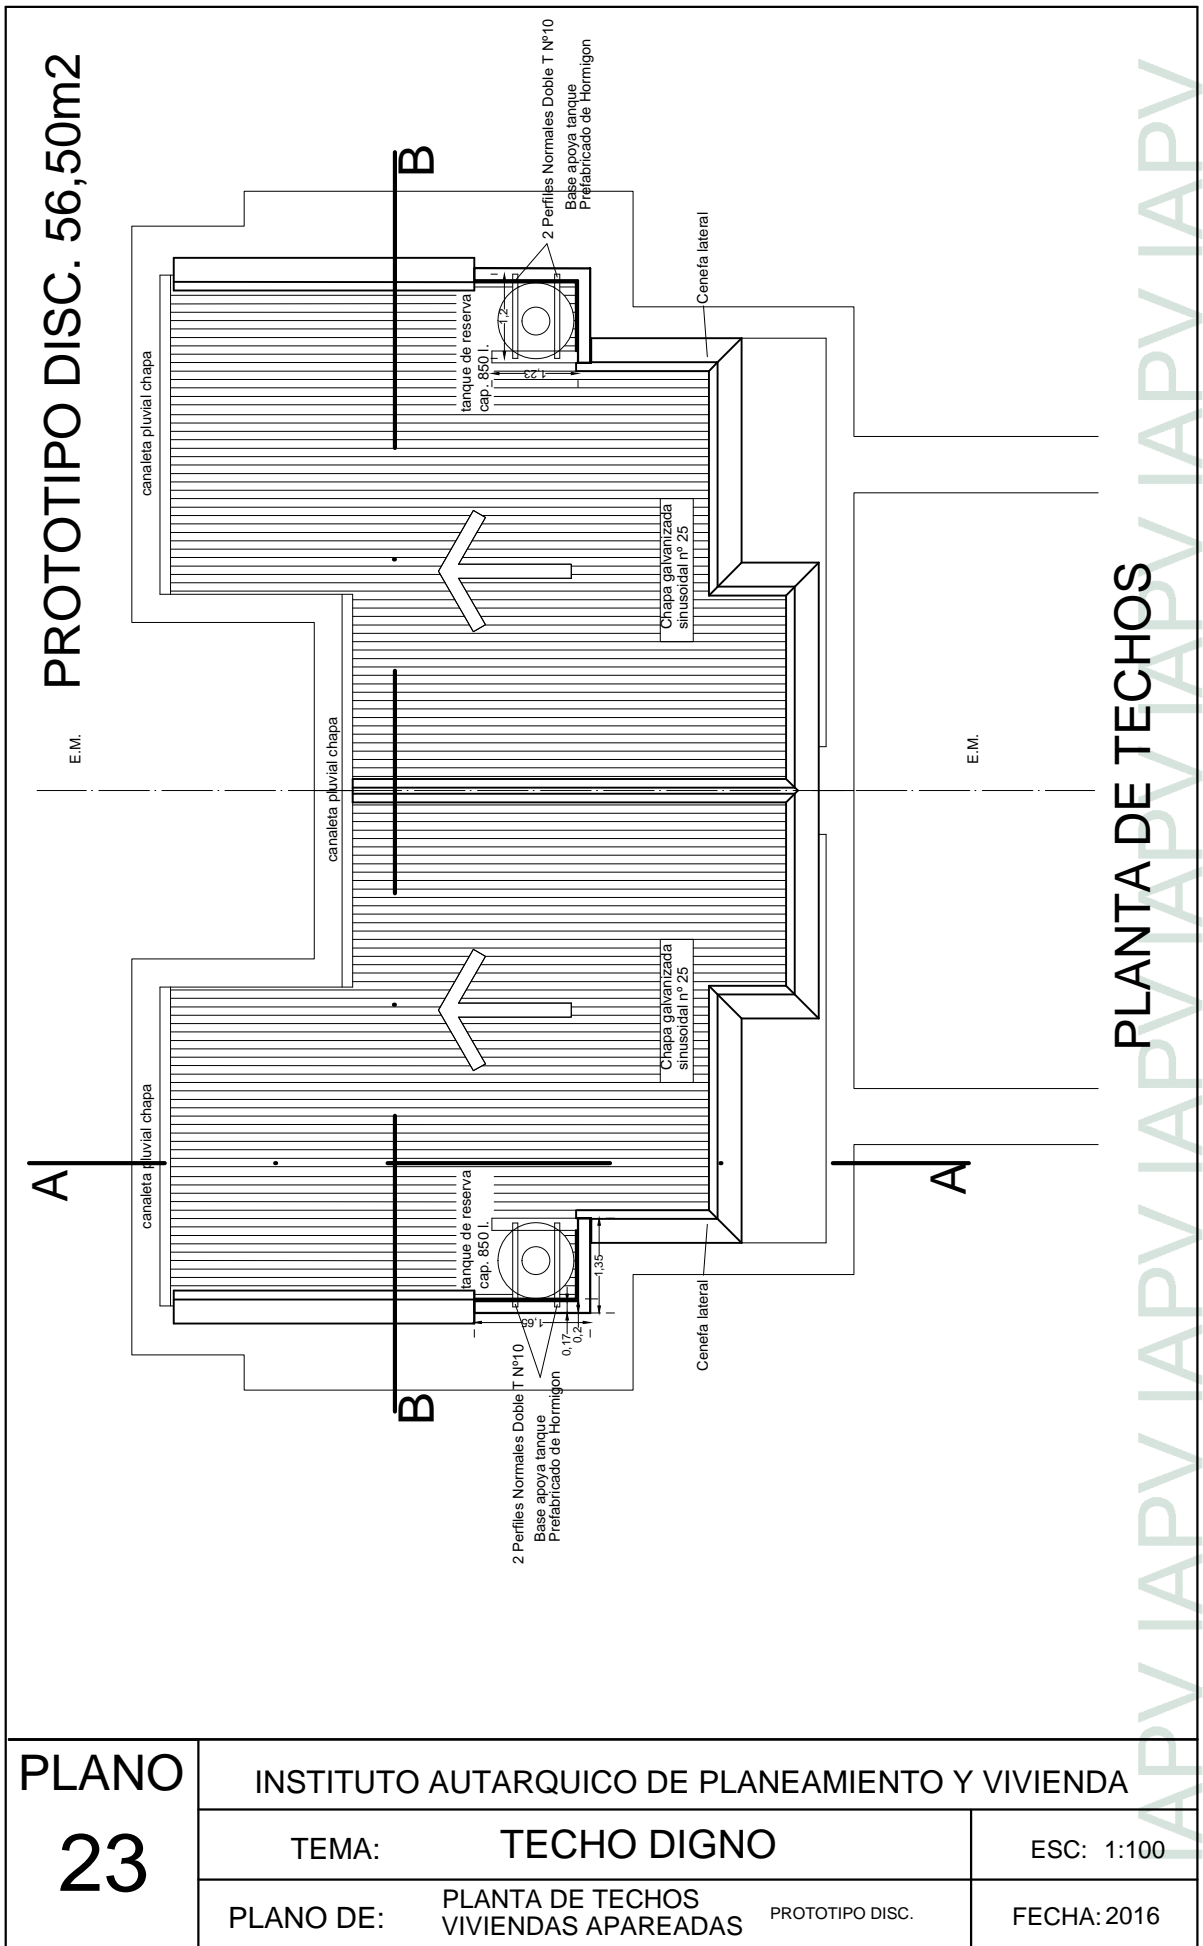 PROTOTIPO DISC. 56,50m2
E.M.
canaleta pluvial chapa
canaleta pluvial chapa
canaleta pluvial chapa
A
A
B
B
2 Perfiles Normales Doble T Nº10
Base apoya tanque
Prefabricado de Hormigon
tanque de reserva
cap. 850 l.
1,2
1,23
Cenefa lateral
Chapa galvanizada
sinusoidal nº 25
Chapa galvanizada
sinusoidal nº 25
tanque de reserva
cap. 850 l.
1,35
1,65
0,17
0,2
2 Perfiles Normales Doble T Nº10
Base apoya tanque
Prefabricado de Hormigon
Cenefa lateral
E.M.
PLANTA DE TECHOS
IAPV IAPV IAPV IAPV IAPV IAPV IAPV IAPV
PLANO
23
INSTITUTO AUTARQUICO DE PLANEAMIENTO Y VIVIENDA
TEMA: TECHO DIGNO
ESC: 1:100
PLANO DE: PLANTA DE TECHOS
VIVIENDAS APAREADAS PROTOTIPO DISC.
FECHA: 2016